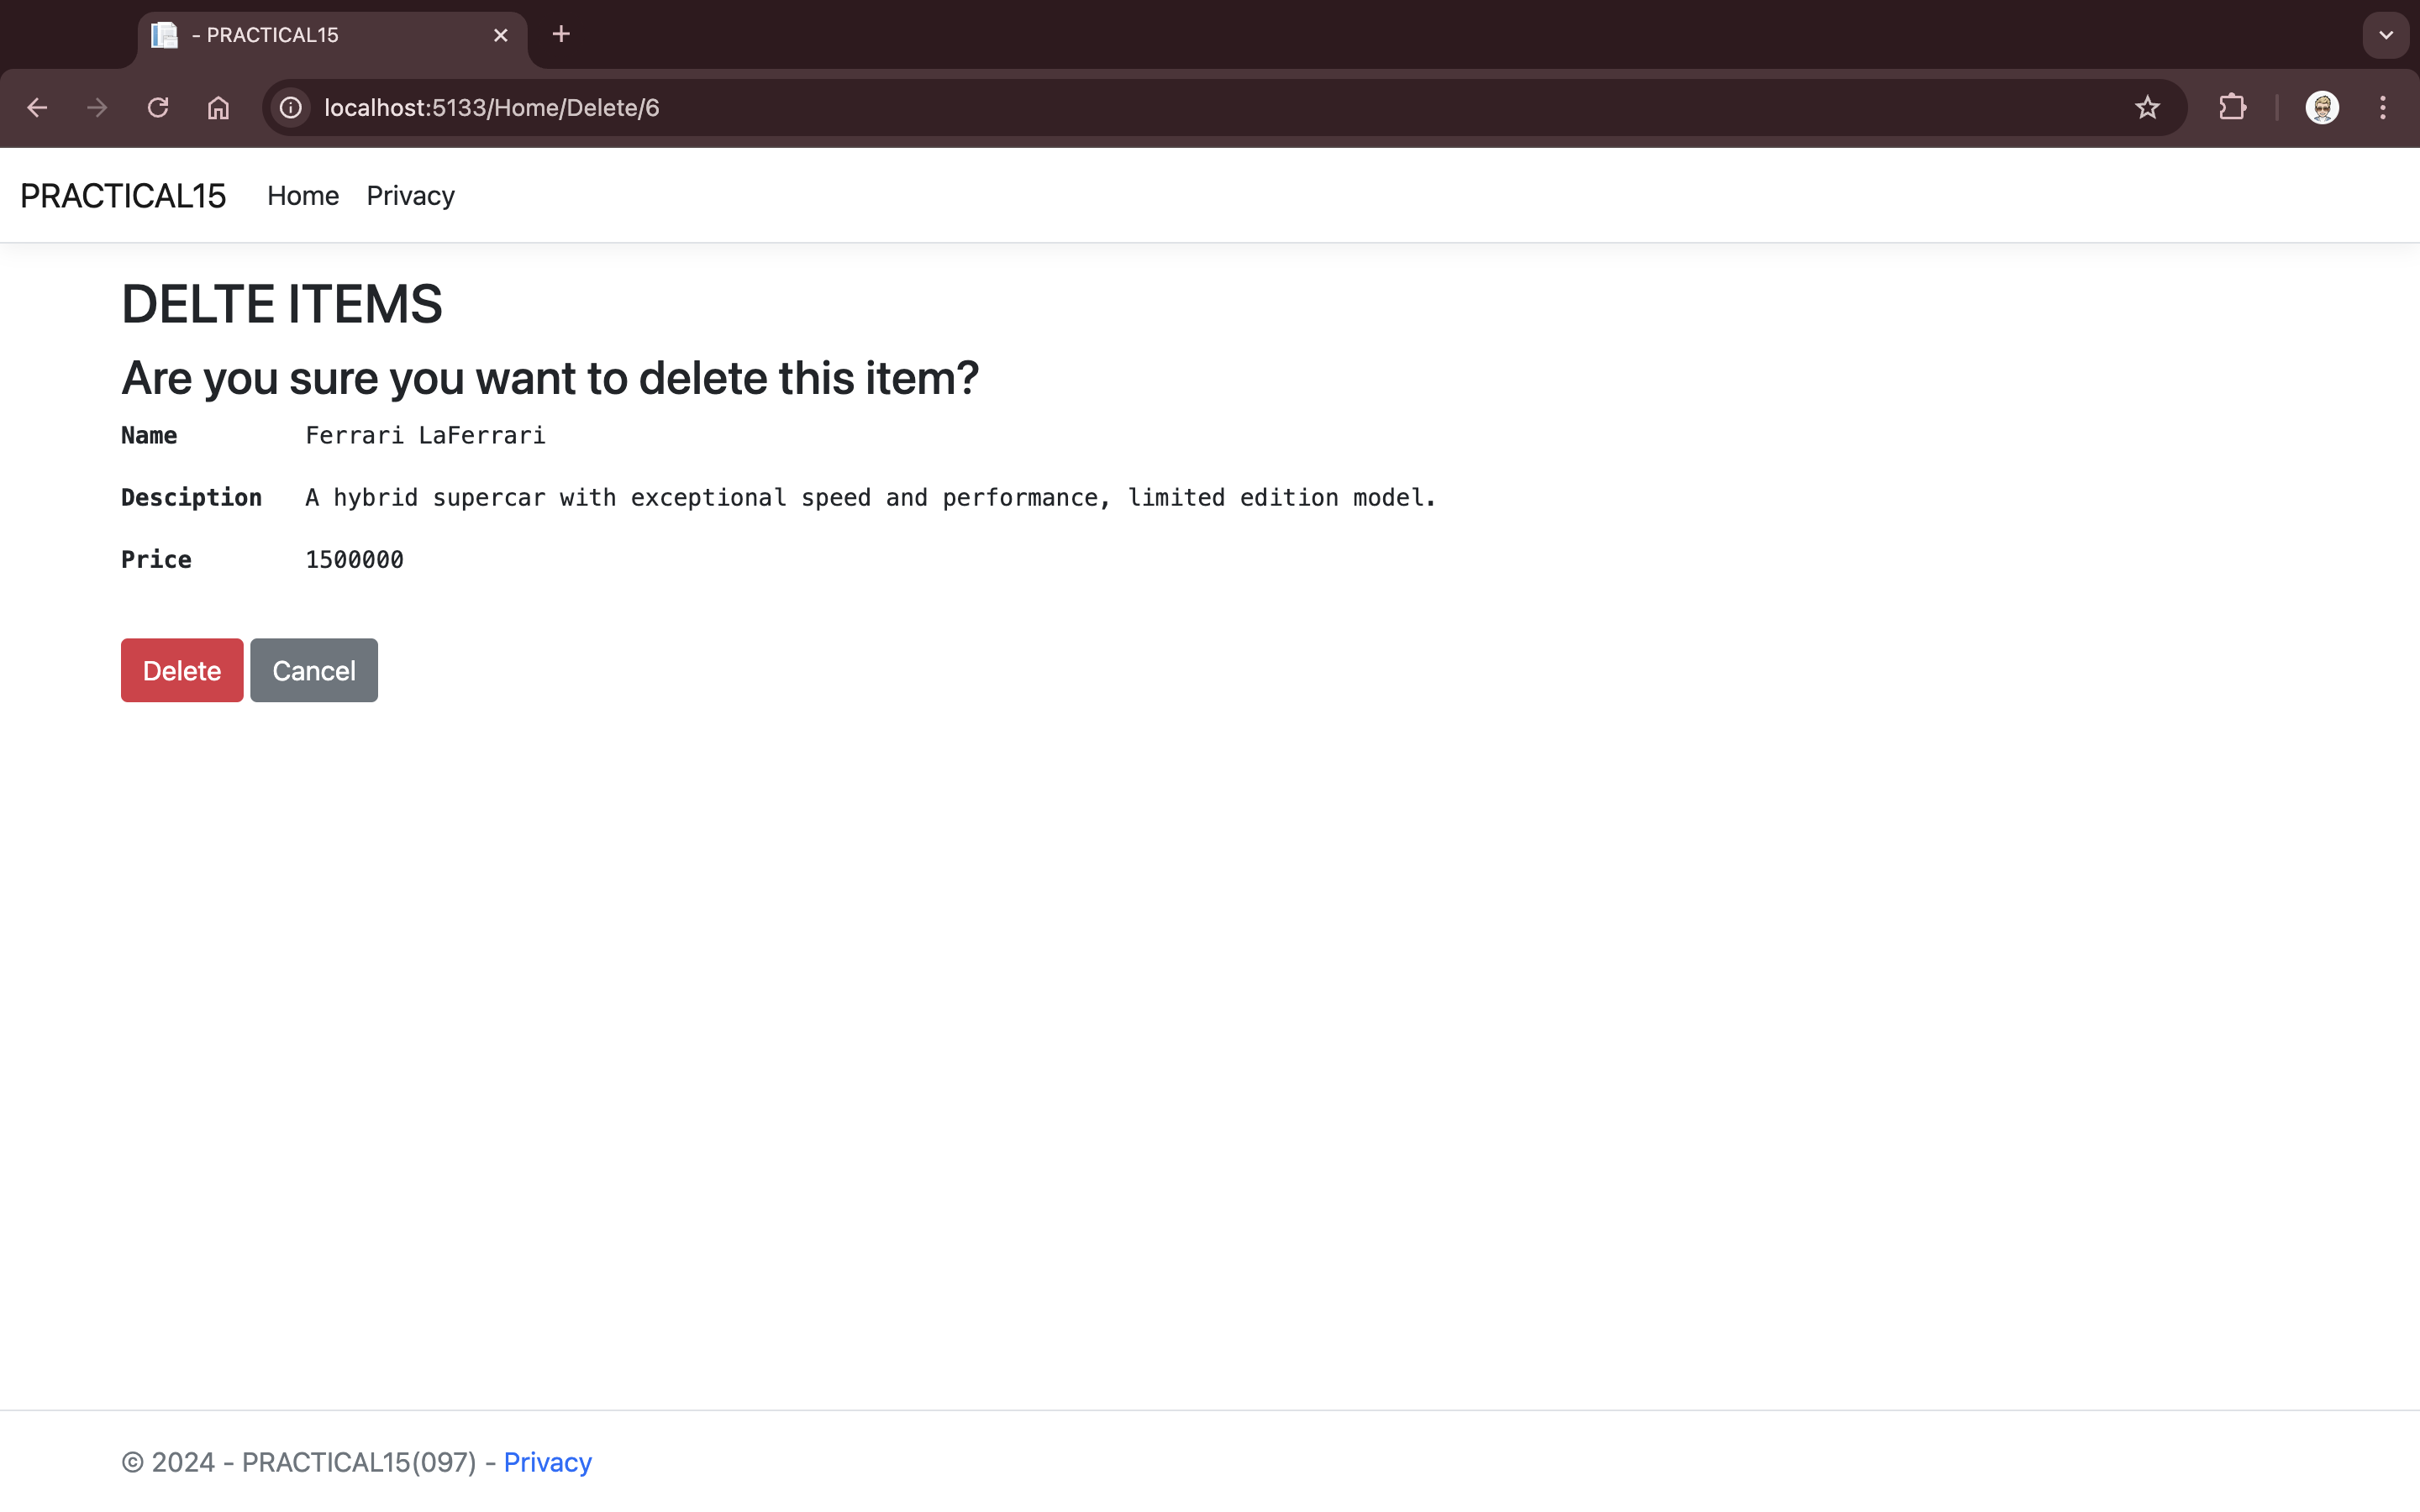 - PRACTICAL15
localhost:5133/Home/Delete/6
PRACTICAL15 Home Privacy
DELTE ITEMS
Are you sure you want to delete this item?
Name Ferrari LaFerrari
Desciption A hybrid supercar with exceptional speed and performance, limited edition model.
Price 1500000
Delete Cancel
© 2024 - PRACTICAL15(097) - Privacy